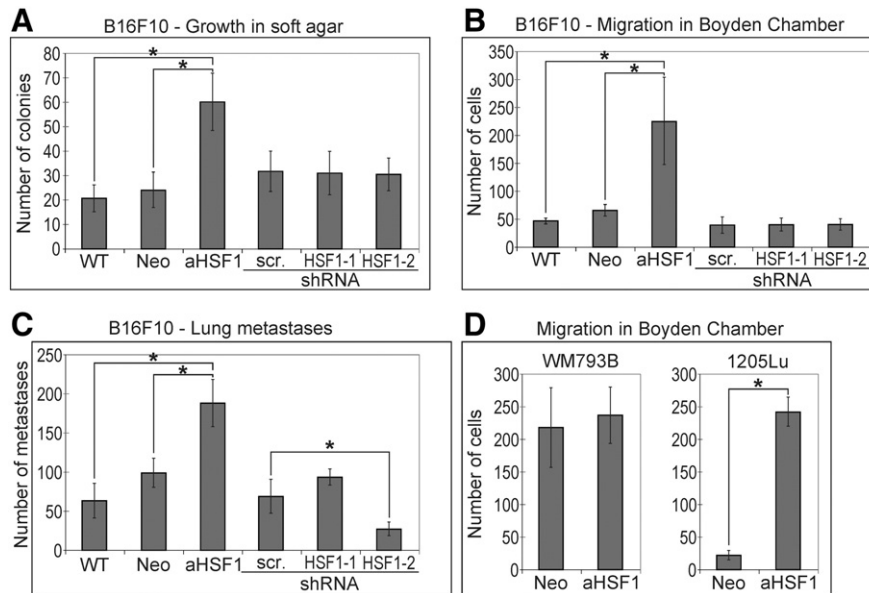 A
B16F10 - Growth in soft agar
Number of colonies
80
70
60
50
40
30
20
10
0
* *
WT Neo aHSF1 scr. HSF1-1 HSF1-2
shRNA
B
B16F10 - Migration in Boyden Chamber
Number of cells
350
300
250
200
150
100
50
0
* *
WT Neo aHSF1 scr. HSF1-1 HSF1-2
shRNA
C
B16F10 - Lung metastases
Number of metastases
250
200
150
100
50
0
* * *
WT Neo aHSF1 scr. HSF1-1 HSF1-2
shRNA
D
Migration in Boyden Chamber
WM793B
Number of cells
300
250
200
150
100
50
0
Neo aHSF1
1205Lu
300
250
200
150
100
50
0
*
Neo aHSF1